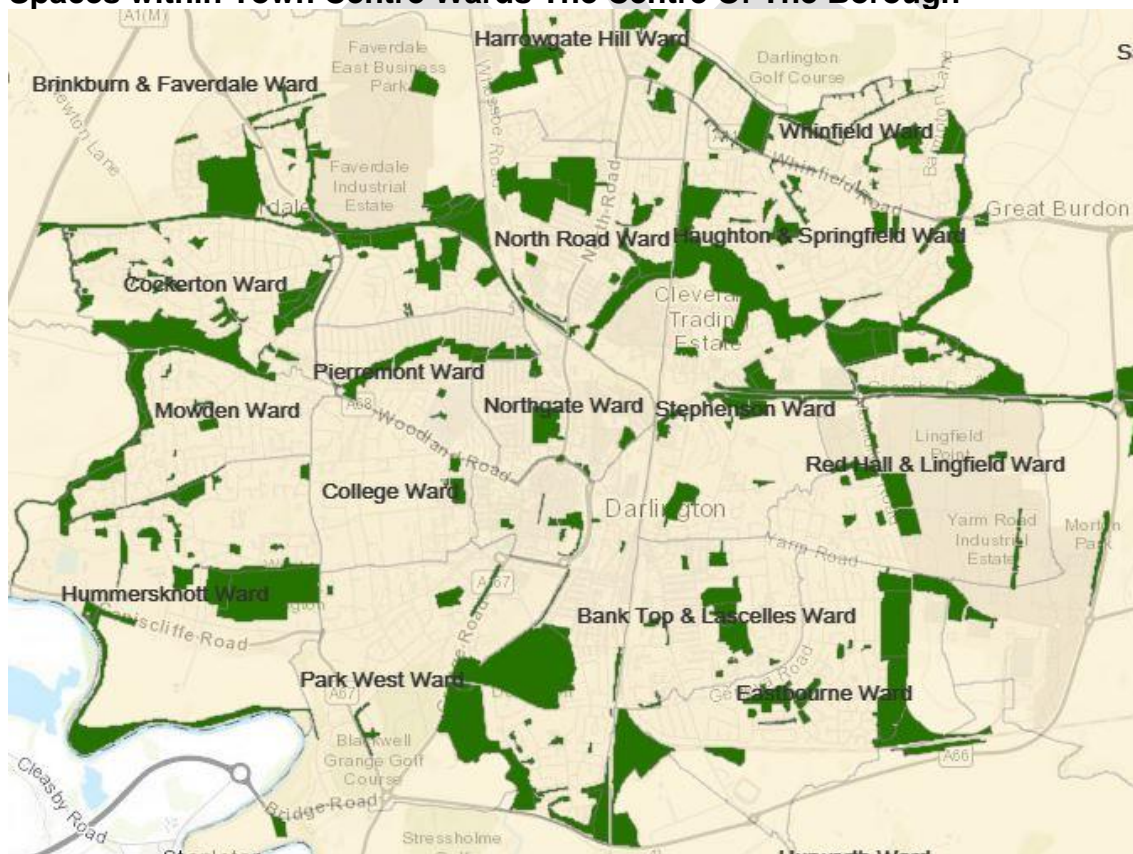 Spaces within Town Centre Wards The Centre Of The Borough
A1(M)
Faverdale
East Business
Park
Harrowgate Hill Ward
Darlington
Golf Course
Brinkburn & Faverdale Ward
Whinfield Ward
Whinfield Road
Faverdale
Industrial
Estate
North Road
Great Burdon
North Road Ward
Haughton & Springfield Ward
Cockerton Ward
Trading
Estate
Pierremont Ward
A68
Mowden Ward
Northgate Ward
Stephenson Ward
Woodland Road
Lingfield
Point
Red Hall & Lingfield Ward
College Ward
Darlington
Yarm Road
Yarm Road
Industrial
Estate
Morton
Park
A167
Hummersknott Ward
Coniscliffe Road
Bank Top & Lascelles Ward
Park West Ward
A67
Eastbourne Ward
Blackwell
Grange Golf
Course
A66
Cleasby
Road
Bridge Road
Stressholme